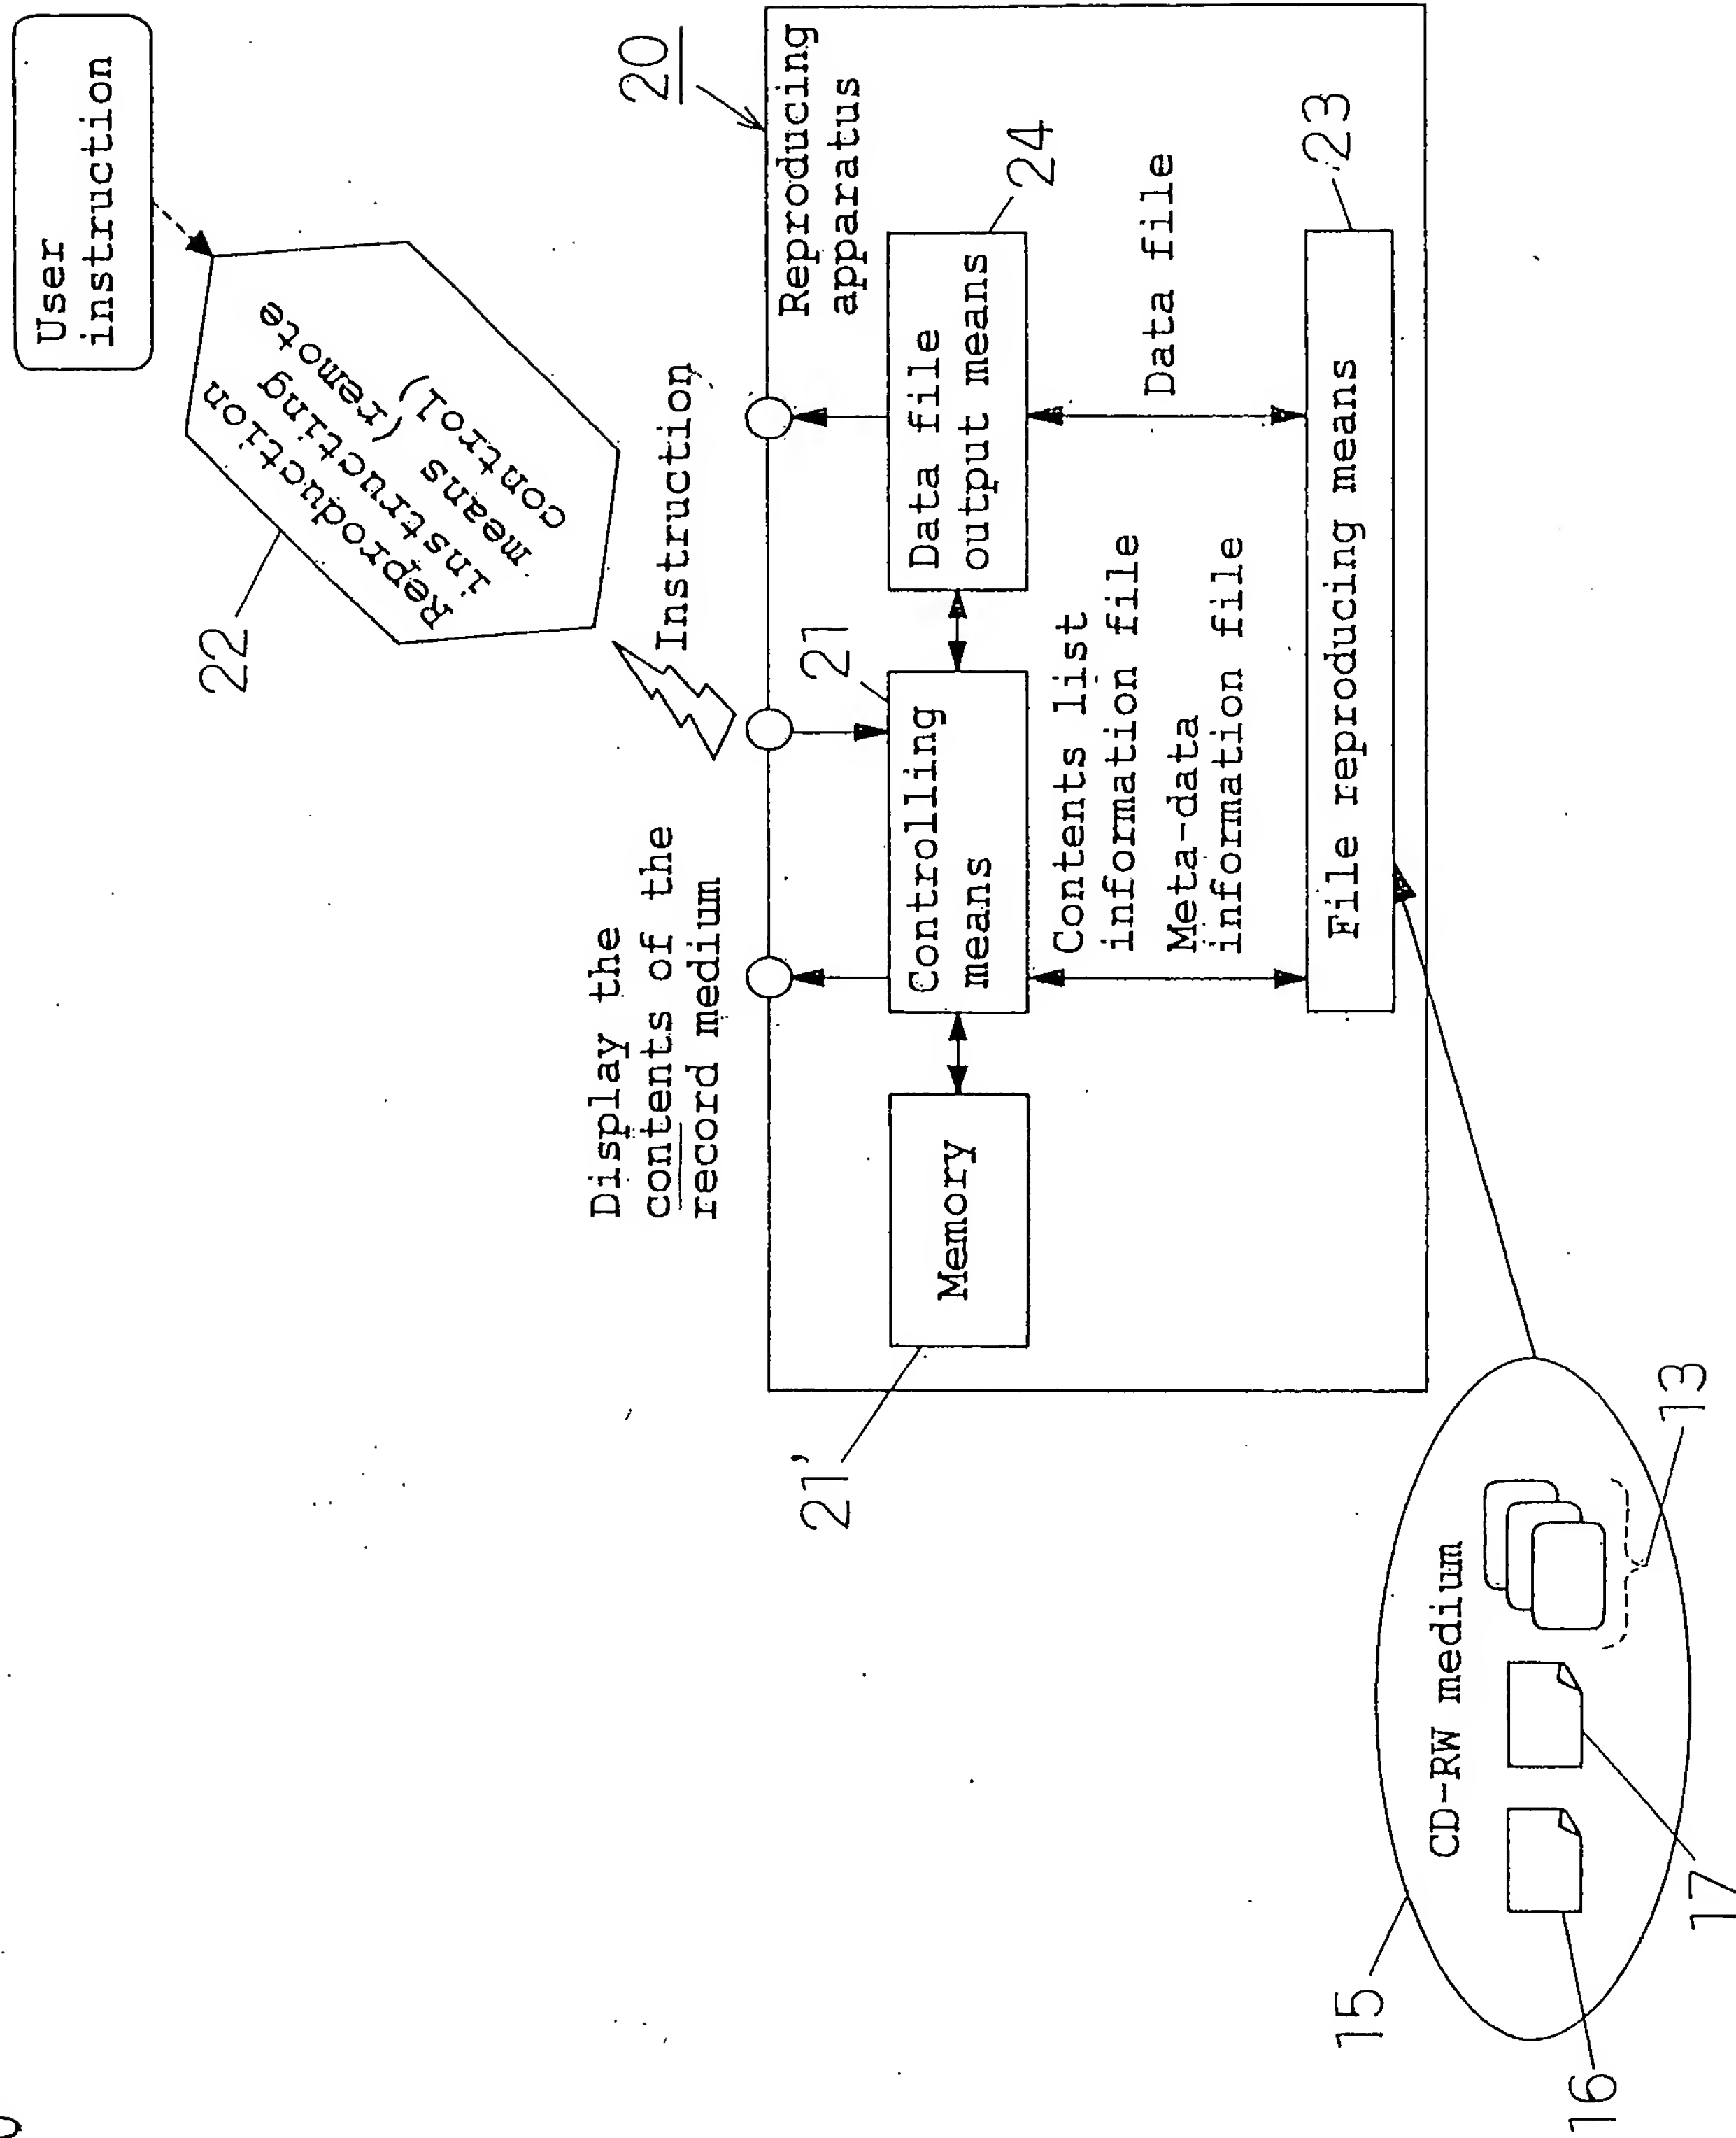 User
instruction
22
Reproduction
instructing
means (remote
control)
Instruction
20
Display the
contents of the
record medium
Reproducing
apparatus
21'
Memory
21
Controlling
means
24
Data file
output means
Contents list
information file
Meta-data
information file
Data file
File reproducing means
23
15
CD-RW medium
16
17
13